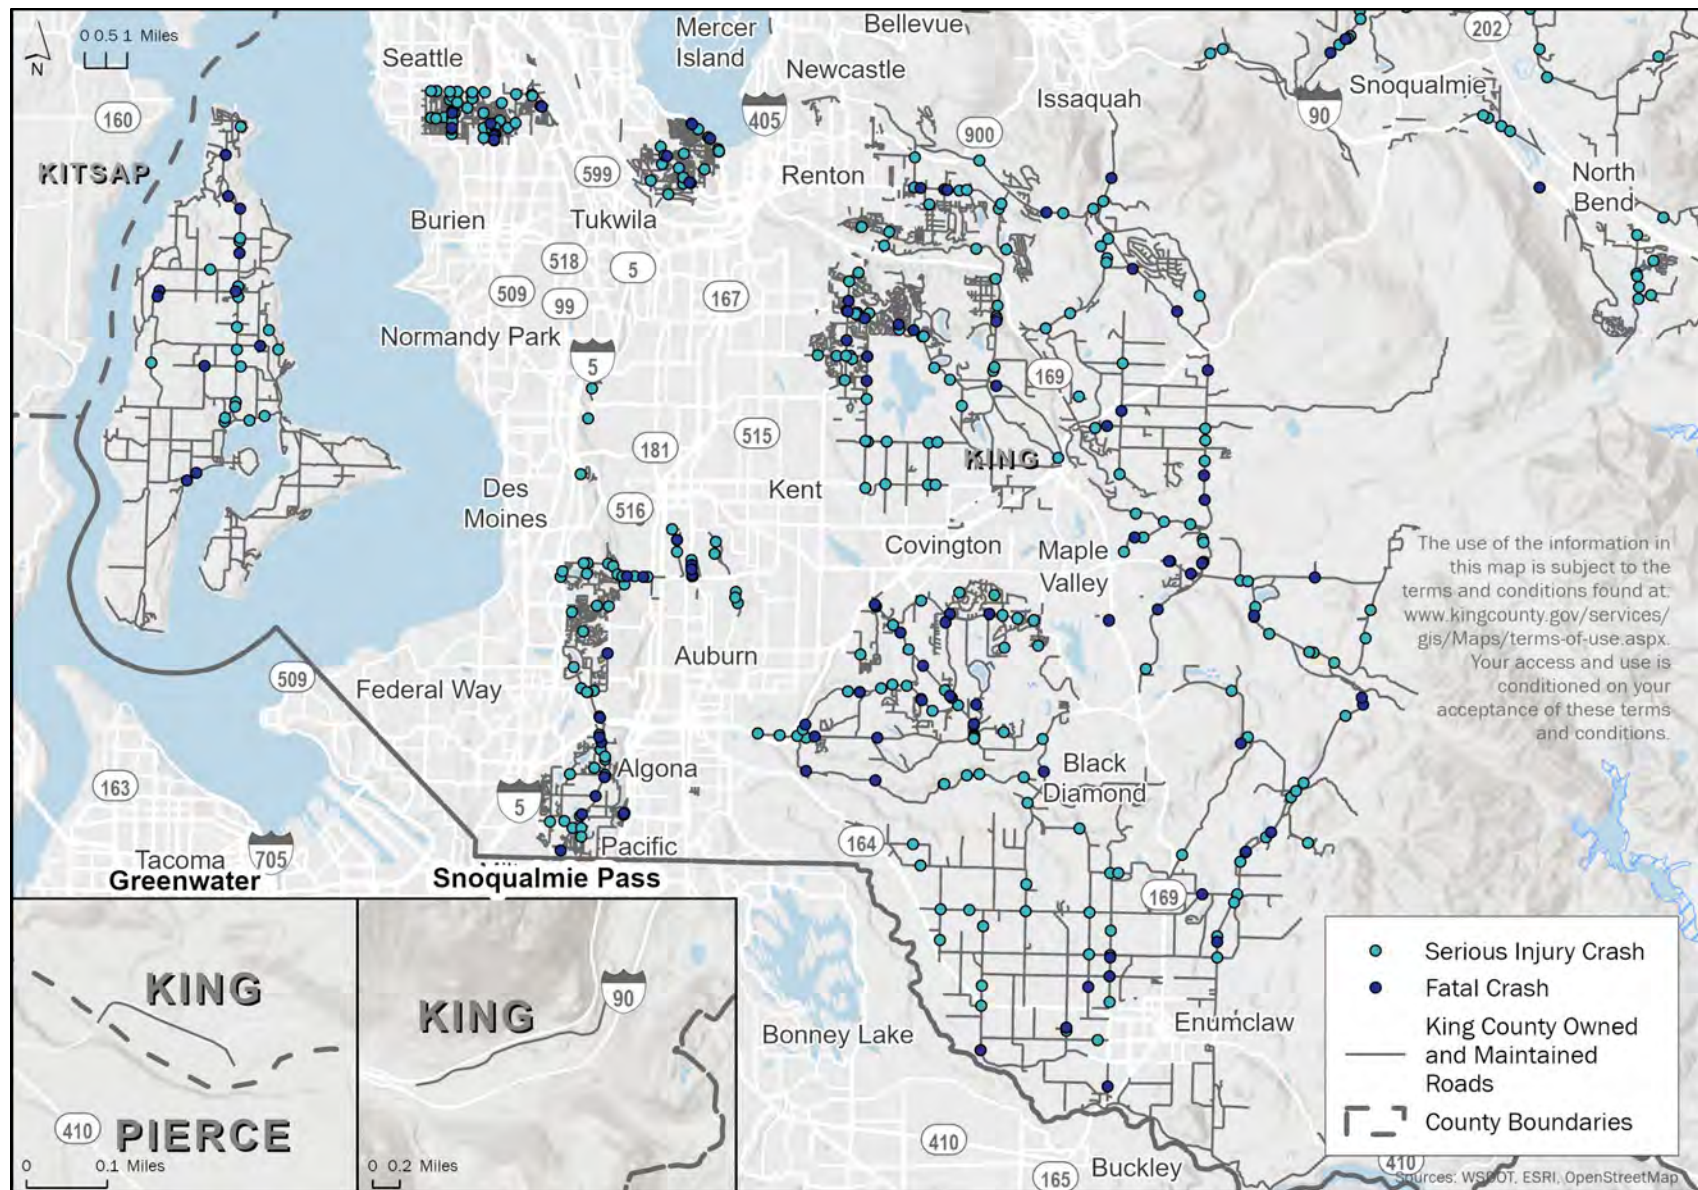 0 0.5 1 Miles
N
160
KITSAP
Seattle
Mercer
Island
Bellevue
Newcastle
405
Issaquah
900
202
Snoqualmie
90
North
Bend
599
Renton
Burien
Tukwila
518
5
509
99
167
Normandy Park
5
169
515
181
KING
Des
Moines
Kent
516
Covington
Maple
Valley
The use of the information in
this map is subject to the
terms and conditions found at:
www.kingcounty.gov/services/
gis/Maps/terms-of-use.aspx.
Your access and use is
conditioned on your
acceptance of these terms
and conditions.
Auburn
509
Federal Way
Algona
Black
Diamond
163
5
Pacific
164
705
Tacoma
Greenwater
Snoqualmie Pass
169
KING
410
PIERCE
0 0.1 Miles
KING
90
0 0.2 Miles
Bonney Lake
Enumclaw
410
165
Buckley
410
Serious Injury Crash
Fatal Crash
King County Owned
and Maintained
Roads
County Boundaries
Sources: WSDOT, ESRI, OpenStreetMap